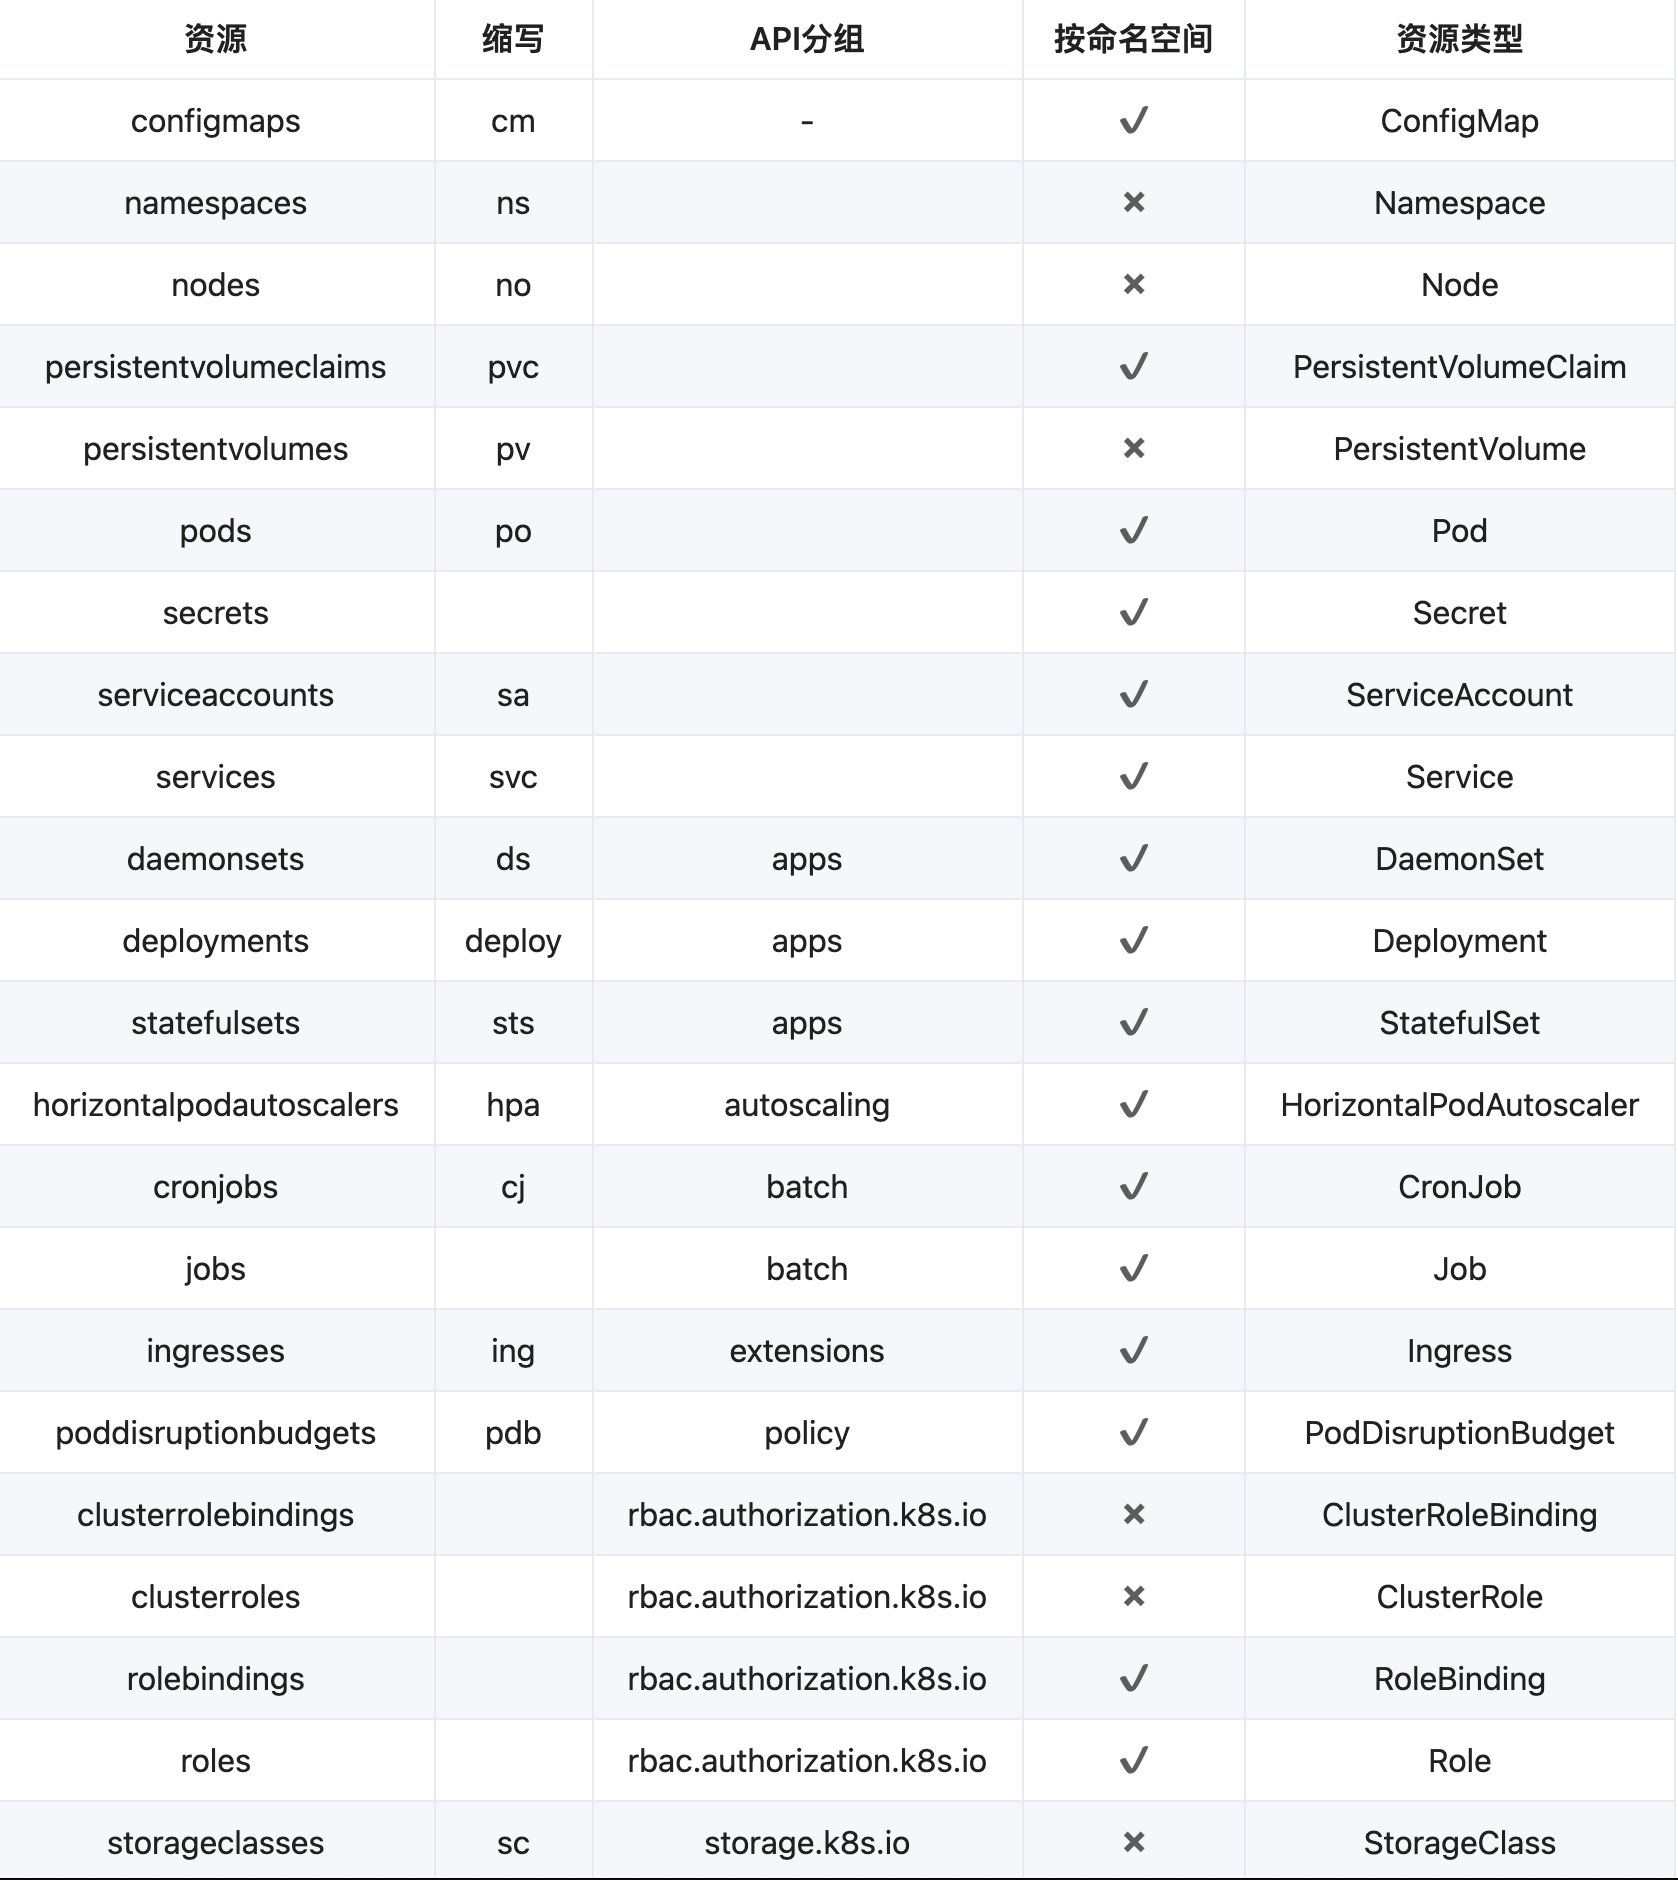 资源 缩写 API分组 按命名空间 资源类型
configmaps cm - ✔ ConfigMap
namespaces ns ✖ Namespace
nodes no ✖ Node
persistentvolumeclaims pvc ✔ PersistentVolumeClaim
persistentvolumes pv ✖ PersistentVolume
pods po ✔ Pod
secrets ✔ Secret
serviceaccounts sa ✔ ServiceAccount
services svc ✔ Service
daemonsets ds apps ✔ DaemonSet
deployments deploy apps ✔ Deployment
statefulsets sts apps ✔ StatefulSet
horizontalpodautoscalers hpa autoscaling ✔ HorizontalPodAutoscaler
cronjobs cj batch ✔ CronJob
jobs batch ✔ Job
ingresses ing extensions ✔ Ingress
poddisruptionbudgets pdb policy ✔ PodDisruptionBudget
clusterrolebindings rbac.authorization.k8s.io ✖ ClusterRoleBinding
clusterroles rbac.authorization.k8s.io ✖ ClusterRole
rolebindings rbac.authorization.k8s.io ✔ RoleBinding
roles rbac.authorization.k8s.io ✔ Role
storageclasses sc storage.k8s.io ✖ StorageClass